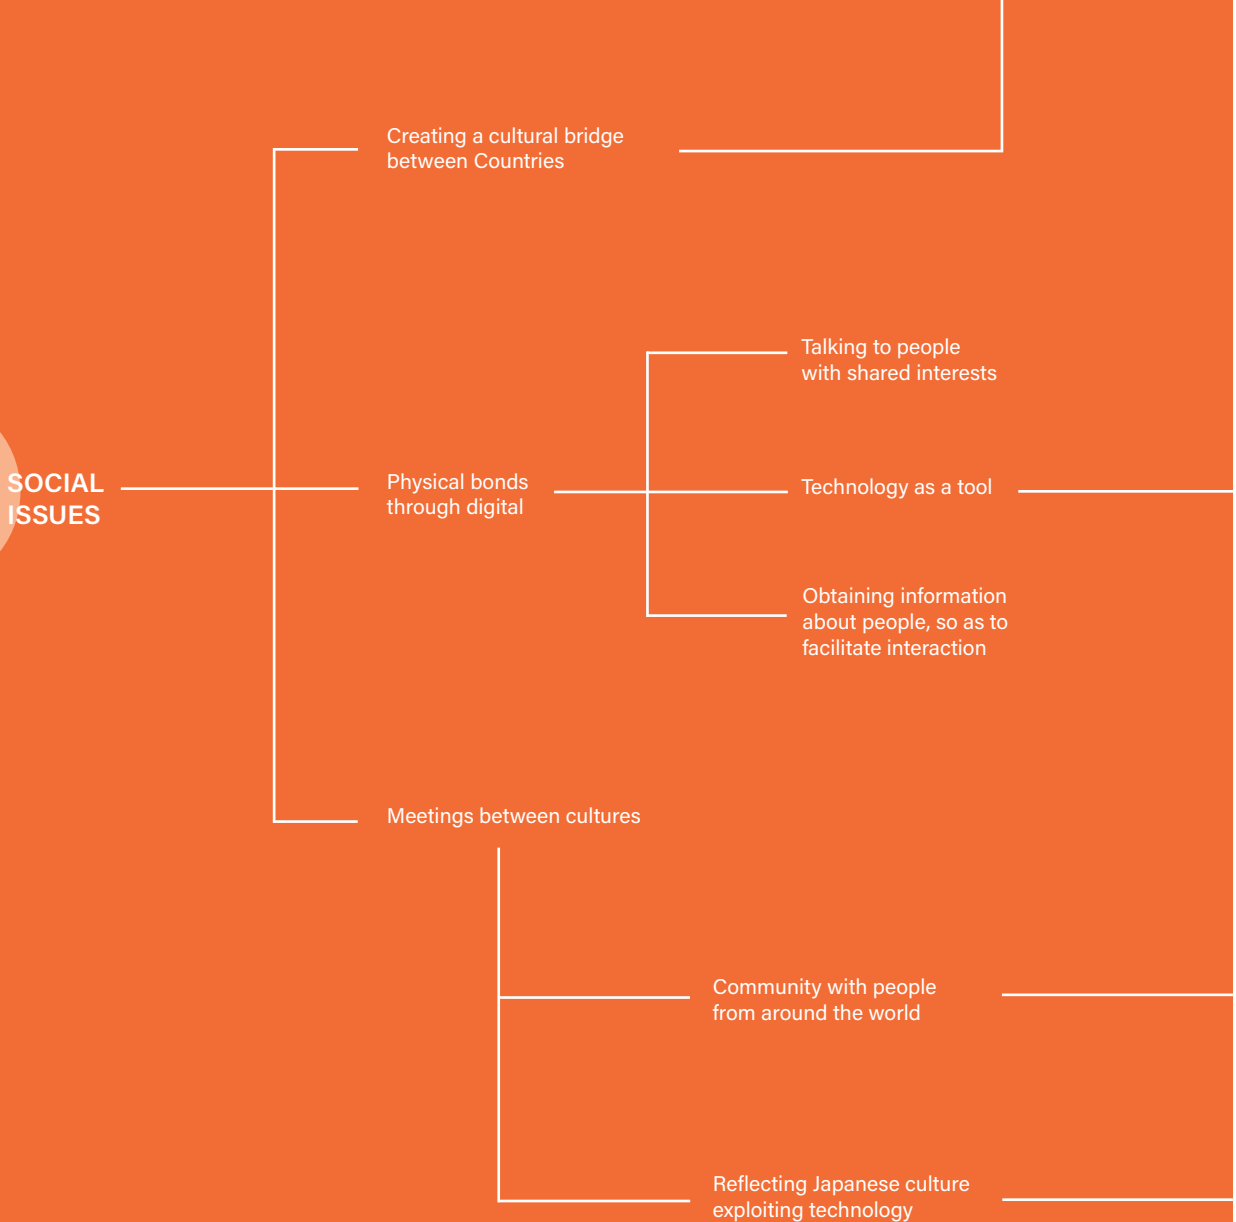 Creating a cultural bridge
between Countries
Talking to people
with shared interests
SOCIAL
ISSUES
Physical bonds
through digital
Technology as a tool
Obtaining information
about people, so as to
facilitate interaction
Meetings between cultures
Community with people
from around the world
Reflecting Japanese culture
exploiting technology